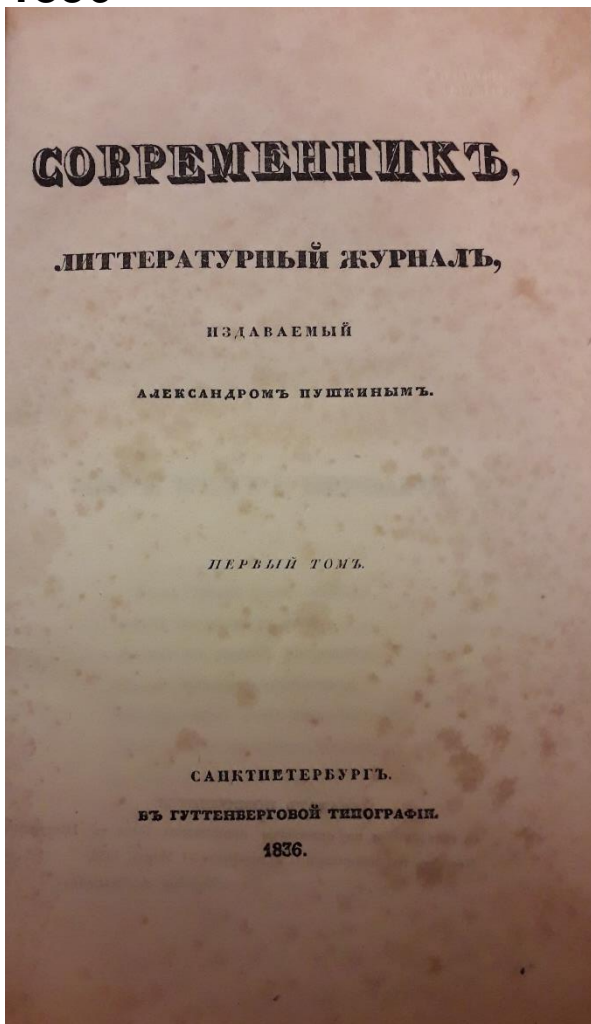 СОВРЕМЕННИКЪ,
ЛИТТЕРАТУРНЫЙ ЖУРНАЛЪ,
ИЗДАВАЕМЫЙ
АЛЕКСАНДРОМЪ ПУШКИНЫМЪ.
ПЕРВЫЙ ТОМЪ.
САНКТПЕТЕРБУРГЪ.
ВЪ ГУТТЕНБЕРГОВОЙ ТИПОГРАФІИ.
1836.